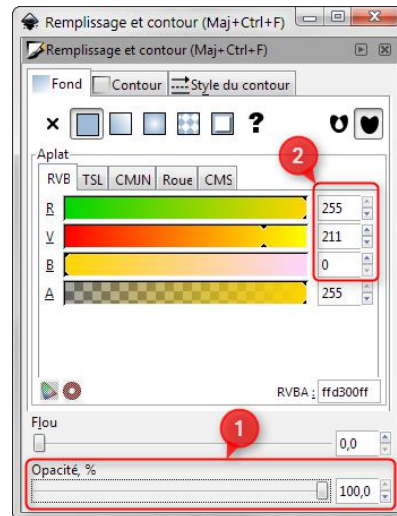 Remplissage et contour (Maj+Ctrl+F)
Remplissage et contour (Maj+Ctrl+F)
Fond Contour Style du contour
?
Aplat
2
RVB TSL CMJN Roue CMS
R 255
V 211
B 0
A 255
RVBA : ffd300ff
Flou
1
0,0
Opacité, %
100,0